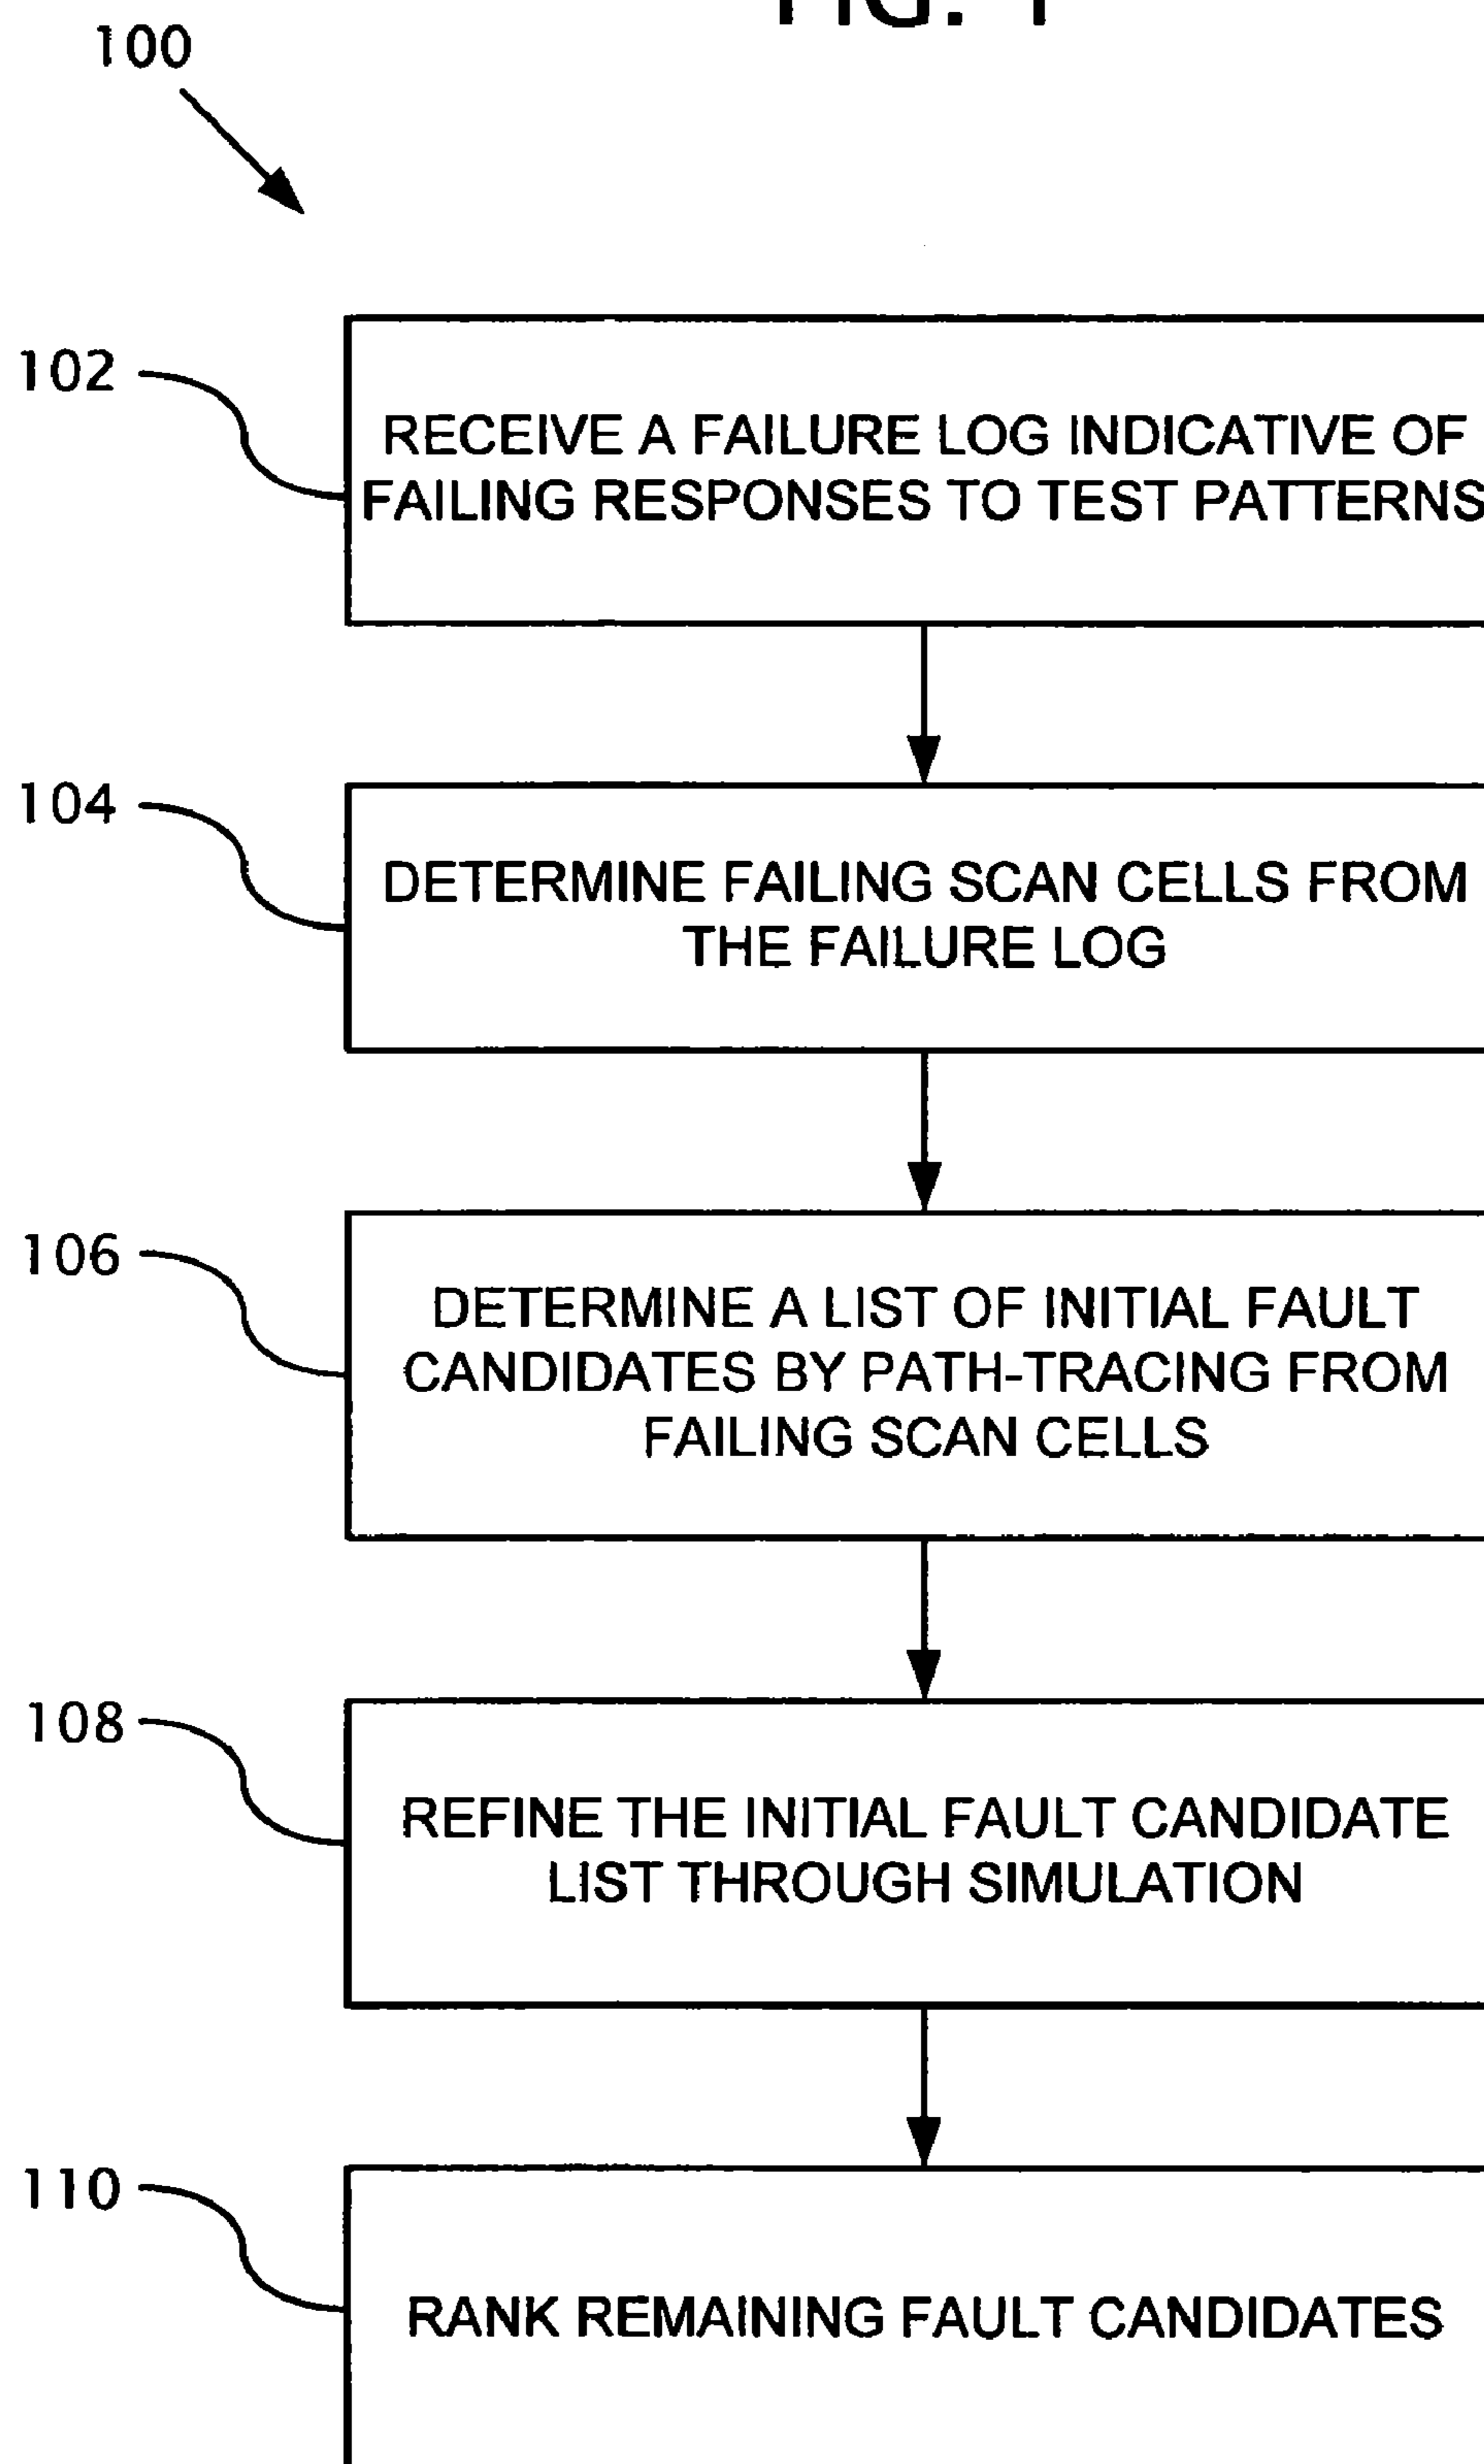 FIG. 1
100
102
RECEIVE A FAILURE LOG INDICATIVE OF
FAILING RESPONSES TO TEST PATTERNS
104
DETERMINE FAILING SCAN CELLS FROM
THE FAILURE LOG
106
DETERMINE A LIST OF INITIAL FAULT
CANDIDATES BY PATH-TRACING FROM
FAILING SCAN CELLS
108
REFINE THE INITIAL FAULT CANDIDATE
LIST THROUGH SIMULATION
110
RANK REMAINING FAULT CANDIDATES